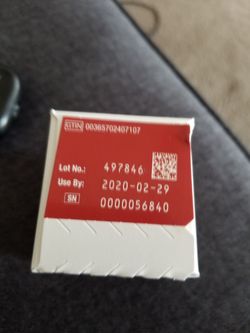 GTIN 00365702407107
Lot No.: 497846
Use By: 2020-02-29
SN 0000056840